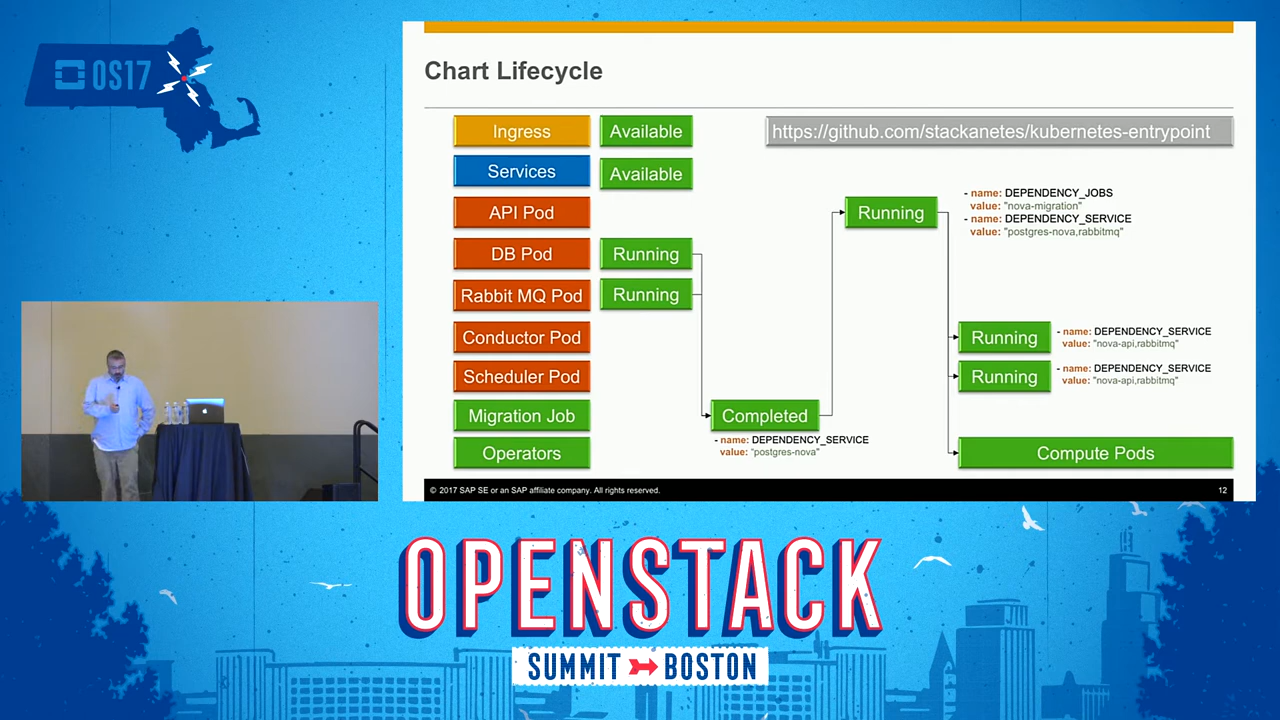 OS17
Chart Lifecycle
Ingress
Available
https://github.com/stackanetes/kubernetes-entrypoint
Services
Available
API Pod
Running
- name: DEPENDENCY_JOBS
value: "nova-migration"
- name: DEPENDENCY_SERVICE
value: "postgres-nova,rabbitmq"
DB Pod
Running
Rabbit MQ Pod
Running
Conductor Pod
Running
- name: DEPENDENCY_SERVICE
value: "nova-api,rabbitmq"
Scheduler Pod
Running
- name: DEPENDENCY_SERVICE
value: "nova-api,rabbitmq"
Migration Job
Completed
- name: DEPENDENCY_SERVICE
value: "postgres-nova"
Operators
Compute Pods
© 2017 SAP SE or an SAP affiliate company. All rights reserved.
12
OPENSTACK
SUMMIT BOSTON